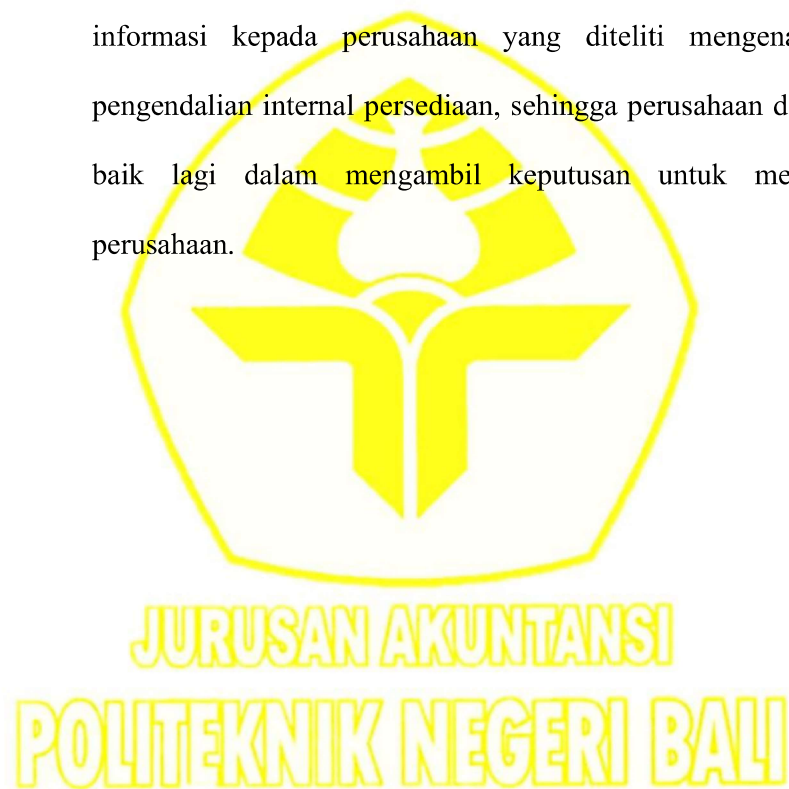 informasi kepada perusahaan yang diteliti
pengendalian internal persediaan, sehingga perusahaan
baik lagi dalam mengambil keputusan untuk
perusahaan.
JURUSAN AKUNTANSI
POLITEKNIK NEGERI BALI